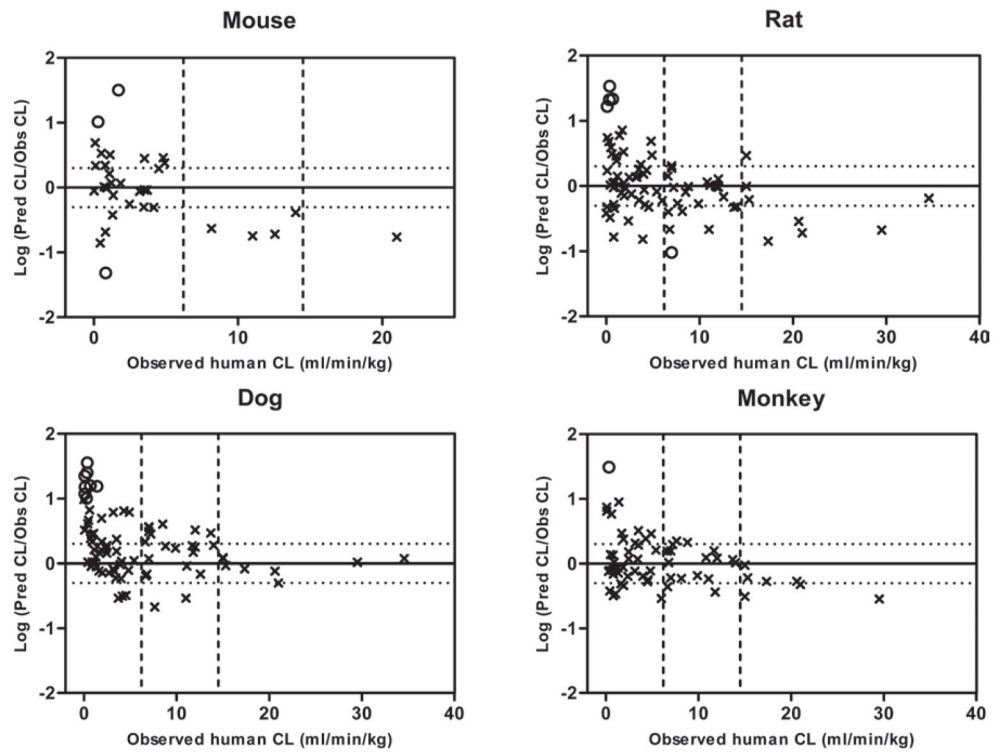 Mouse
2
1
0
-1
-2
Log (Pred CL/Obs CL)
0 10 20
Observed human CL (ml/min/kg)
Rat
2
1
0
-1
-2
Log (Pred CL/Obs CL)
0 10 20 30 40
Observed human CL (ml/min/kg)
Dog
2
1
0
-1
-2
Log (Pred CL/Obs CL)
0 10 20 30 40
Observed human CL (ml/min/kg)
Monkey
2
1
0
-1
-2
Log (Pred CL/Obs CL)
0 10 20 30 40
Observed human CL (ml/min/kg)